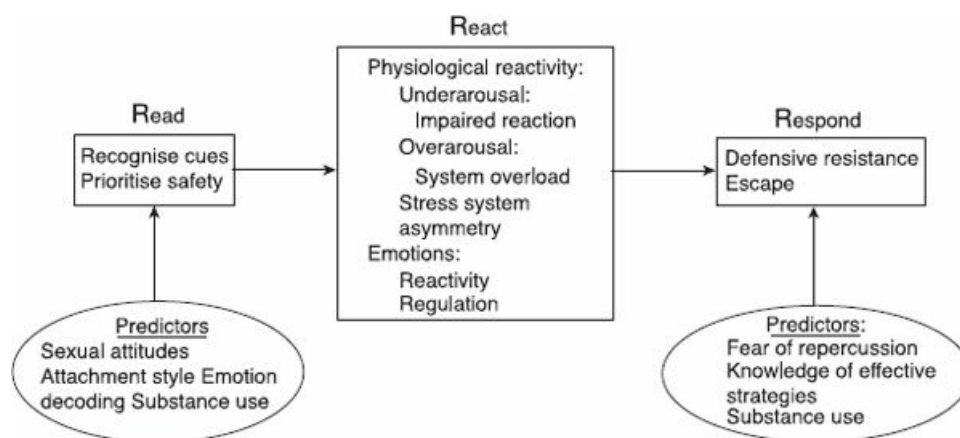 React
Physiological reactivity:
Underarousal:
Impaired reaction
Overarousal:
System overload
Stress system
asymmetry
Emotions:
Reactivity
Regulation
Read
Recognise cues
Prioritise safety
Respond
Defensive resistance
Escape
Predictors
Sexual attitudes
Attachment style Emotion
decoding Substance use
Predictors:
Fear of repercussion
Knowledge of effective
strategies
Substance use